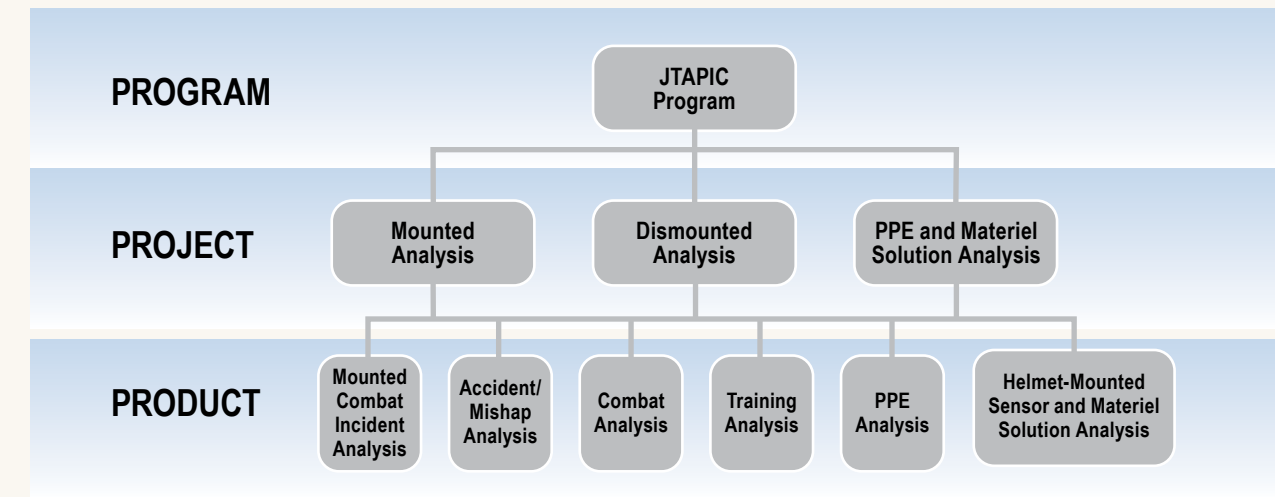 PROGRAM
JTAPIC
Program
PROJECT
Mounted
Analysis
Dismounted
Analysis
PPE and Materiel
Solution Analysis
PRODUCT
Mounted
Combat
Incident
Analysis
Accident/
Mishap
Analysis
Combat
Analysis
Training
Analysis
PPE
Analysis
Helmet-Mounted
Sensor and Materiel
Solution Analysis